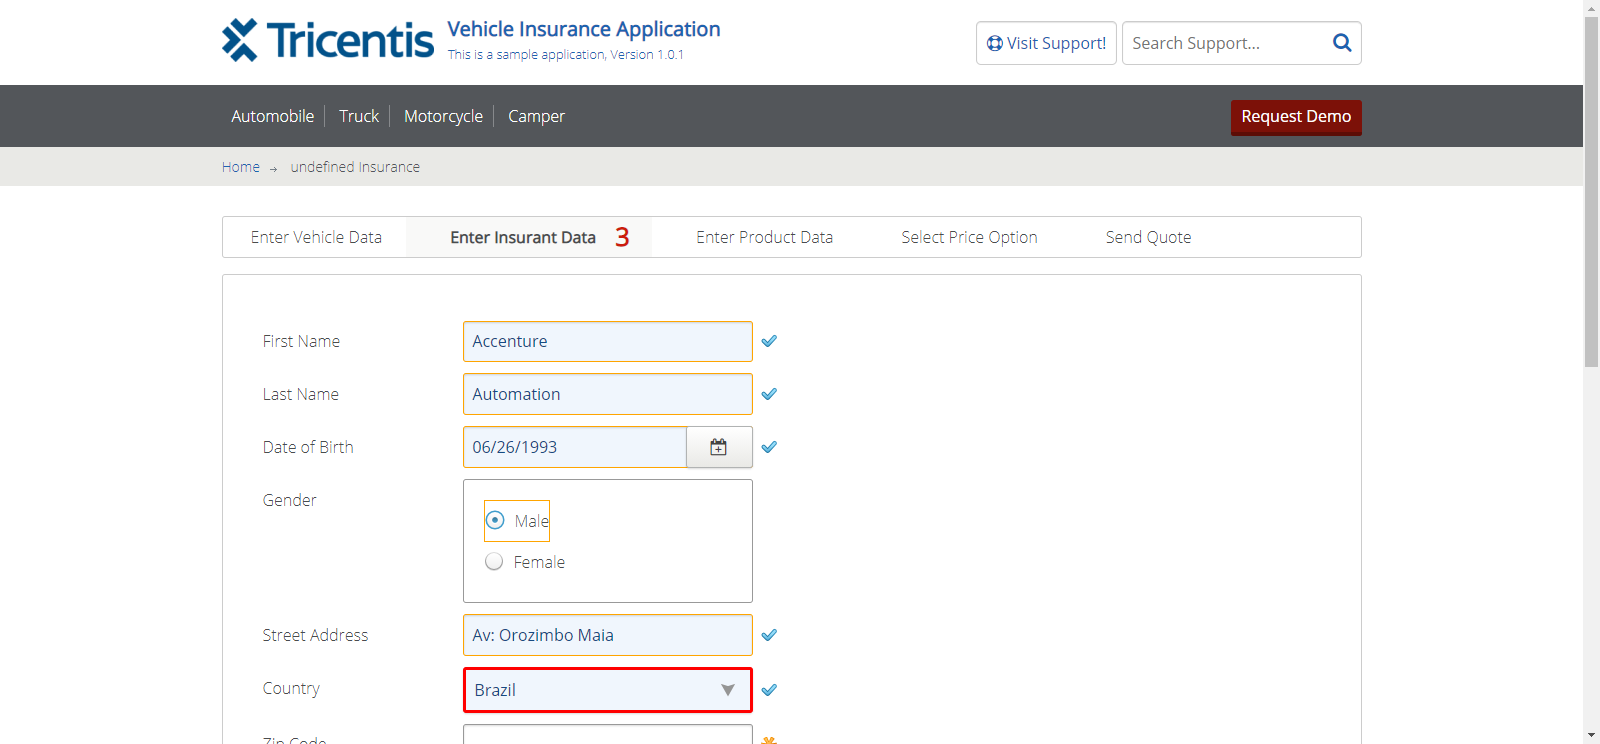 Tricentis
Vehicle Insurance Application
This is a sample application, Version 1.0.1
Visit Support!
Search Support...
Automobile
Truck
Motorcycle
Camper
Request Demo
Home → undefined Insurance
Enter Vehicle Data
Enter Insurant Data 3
Enter Product Data
Select Price Option
Send Quote
First Name
Accenture
Last Name
Automation
Date of Birth
06/26/1993
Gender
Male
Female
Street Address
Av: Orozimbo Maia
Country
Brazil
Zip Code